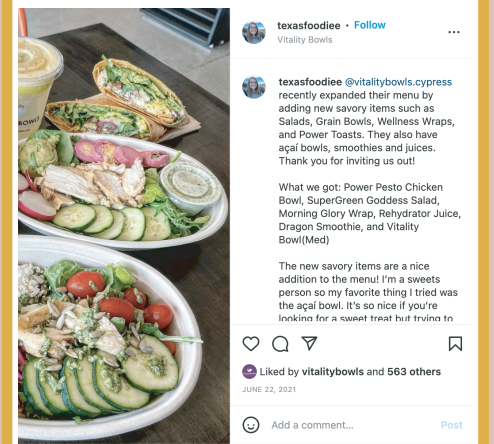 texasfoodiee • Follow
Vitality Bowls
texasfoodiee @vitalitybowls.cypress
recently expanded their menu by
adding new savory items such as
Salads, Grain Bowls, Wellness Wraps,
and Power Toasts. They also have
açaí bowls, smoothies and juices.
Thank you for inviting us out!
What we got: Power Pesto Chicken
Bowl, SuperGreen Goddess Salad,
Morning Glory Wrap, Rehydrator Juice,
Dragon Smoothie, and Vitality
Bowl(Med)
The new savory items are a nice
addition to the menu! I'm a sweets
person so my favorite thing I tried was
the açaí bowl. It's so nice if you're
looking for a sweet treat but trying to
Liked by vitalitybowls and 563 others
JUNE 22, 2021
Add a comment... Post